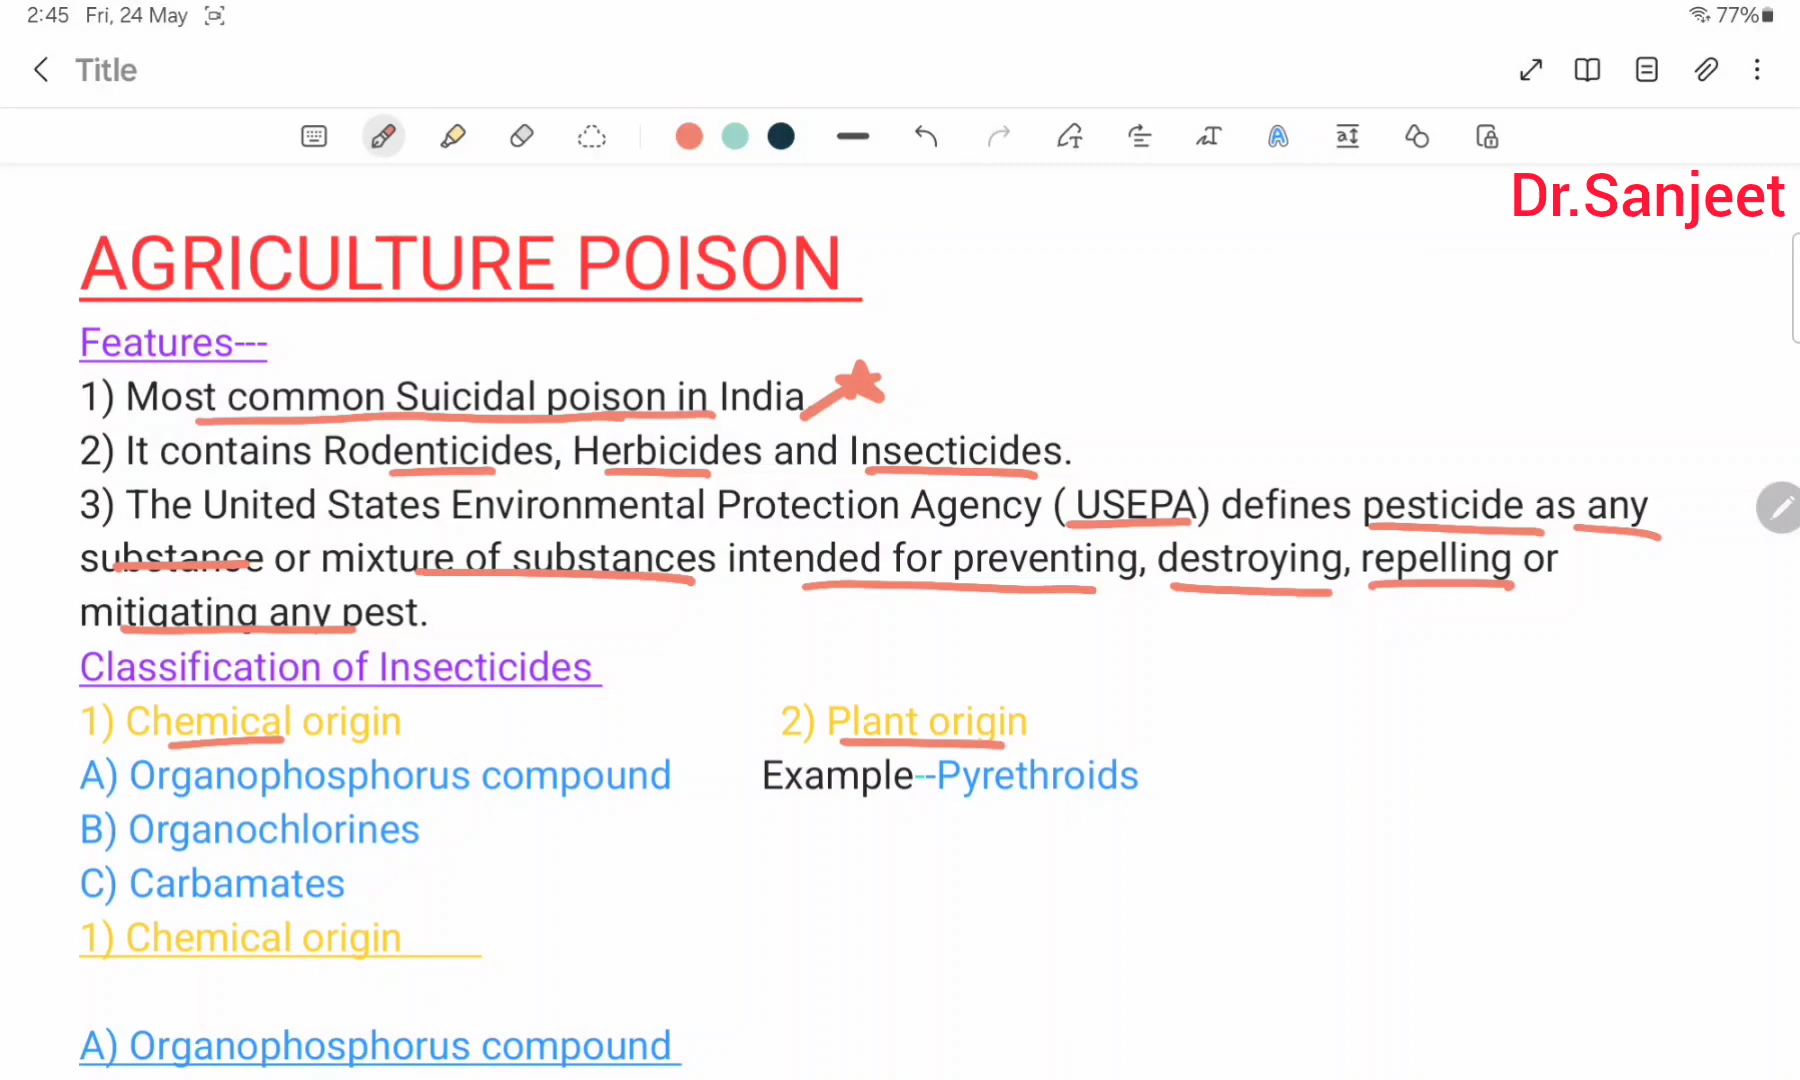 2:45 Fri, 24 May
77%
Title
Dr.Sanjeet
AGRICULTURE POISON
Features---
1) Most common Suicidal poison in India
2) It contains Rodenticides, Herbicides and Insecticides.
3) The United States Environmental Protection Agency ( USEPA) defines pesticide as any
substance or mixture of substances intended for preventing, destroying, repelling or
mitigating any pest.
Classification of Insecticides
1) Chemical origin 2) Plant origin
A) Organophosphorus compound Example--Pyrethroids
B) Organochlorines
C) Carbamates
1) Chemical origin
A) Organophosphorus compound